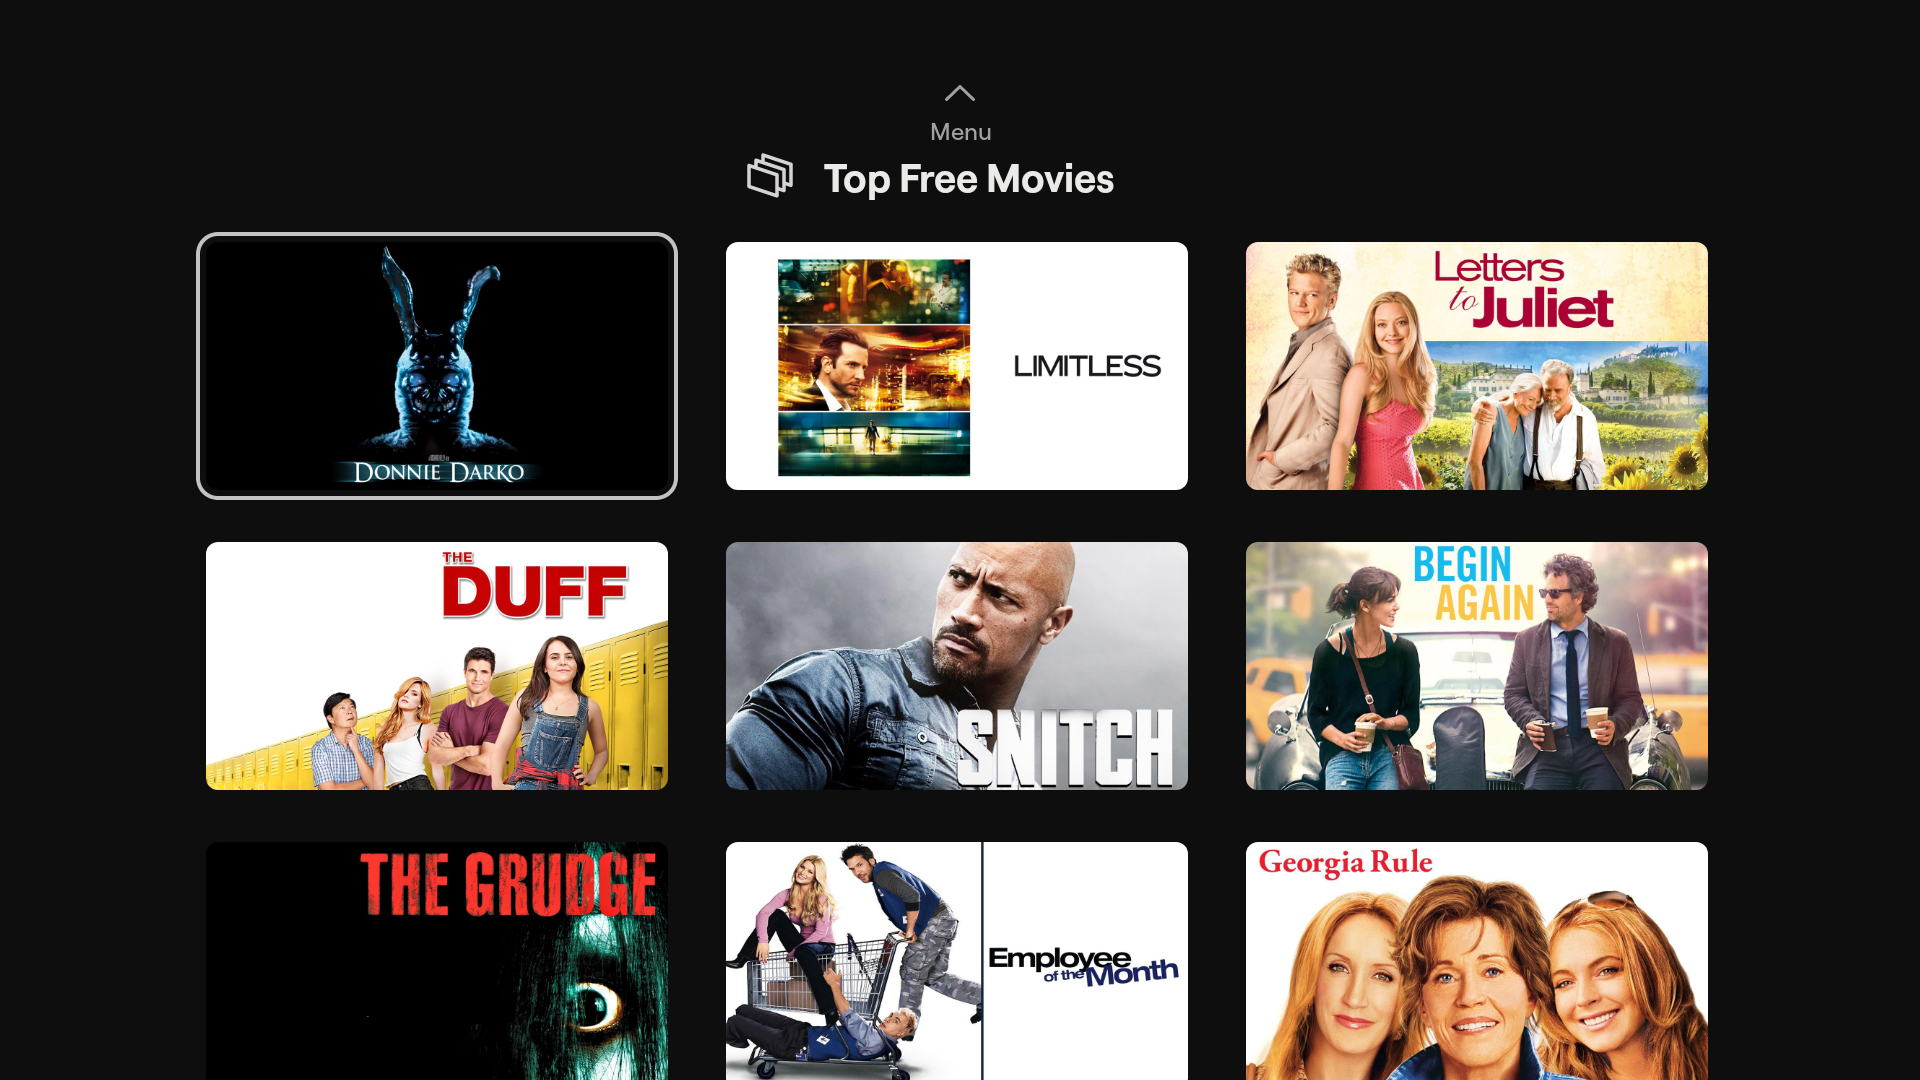 Menu
Top Free Movies
DONNIE DARKO
LIMITLESS
Letters
to Juliet
THE
DUFF
SNITCH
BEGIN
AGAIN
THE GRUDGE
Employee
of the Month
Georgia Rule